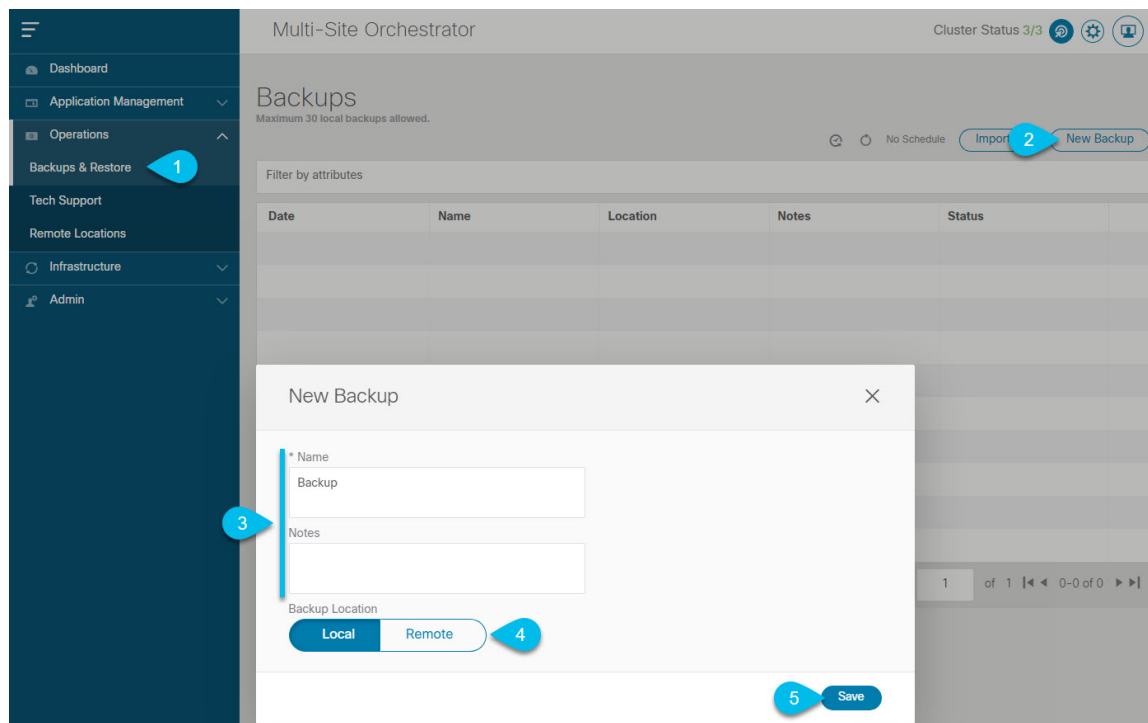 Multi-Site Orchestrator
Cluster Status 3/3
Dashboard
Application Management
Operations
Backups & Restore
1
Tech Support
Remote Locations
Infrastructure
Admin
Backups
Maximum 30 local backups allowed.
No Schedule
Impor
2
New Backup
Filter by attributes
Date Name Location Notes Status
New Backup
* Name
Backup
3
Notes
Backup Location
Local Remote
4
5
Save
1 of 1 0-0 of 0